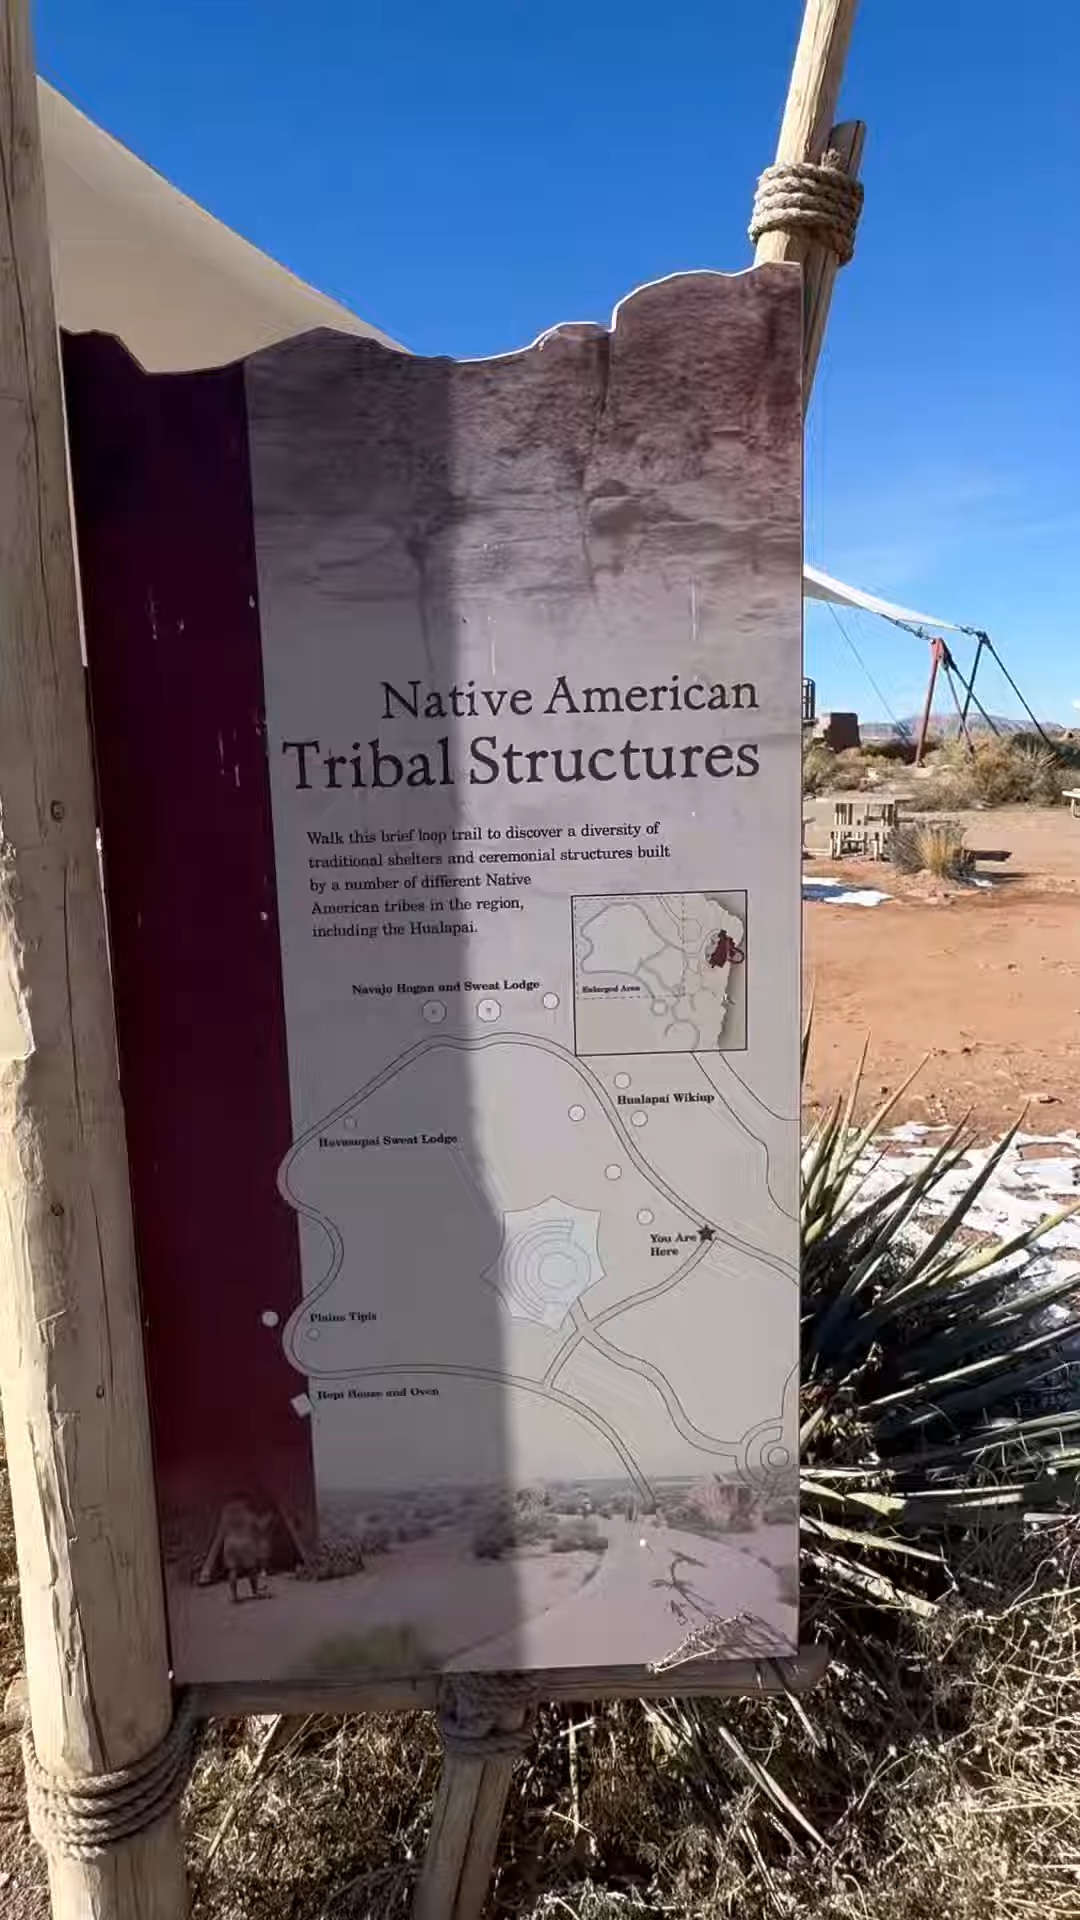 Native American
Tribal Structures
Walk this brief loop trail to discover a diversity of
traditional shelters and ceremonial structures built
by a number of different Native
American tribes in the region,
including the Hualapai.
Enlarged Area
Navajo Hogan and Sweat Lodge
Hualapai Wikiup
Havasupai Sweat Lodge
You Are
Here
Plains Tipis
Hopi House and Oven